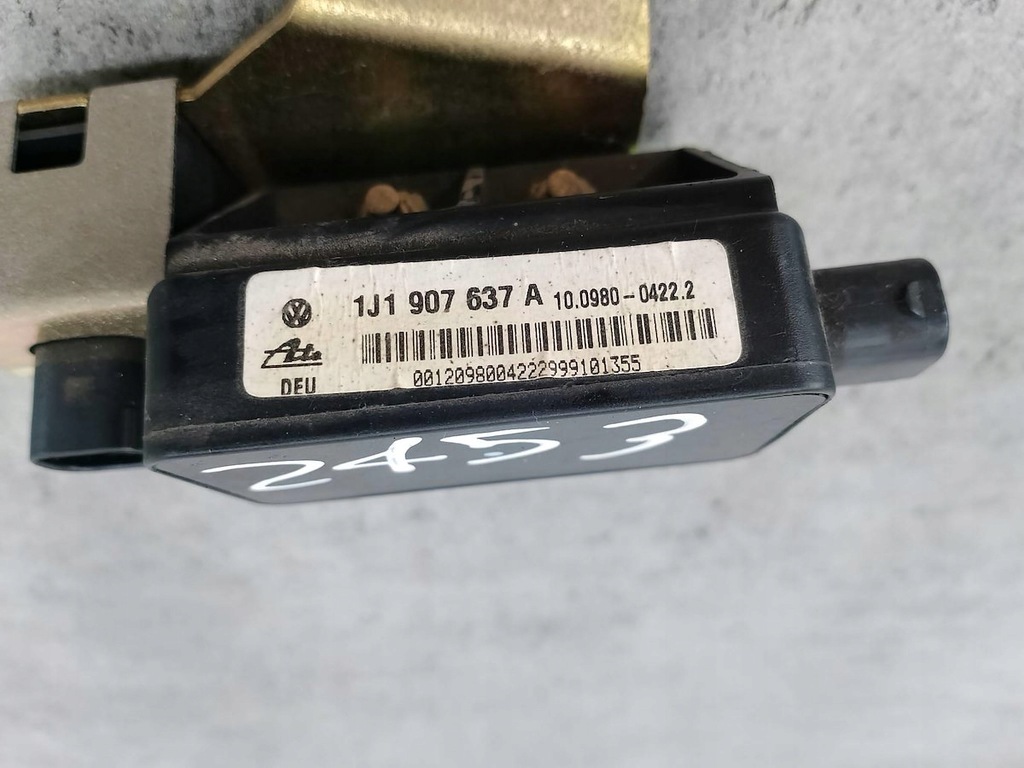 1J1 907 637 A 10.0980-0422.2
Ate
DEU 0012098004222999101355
2453